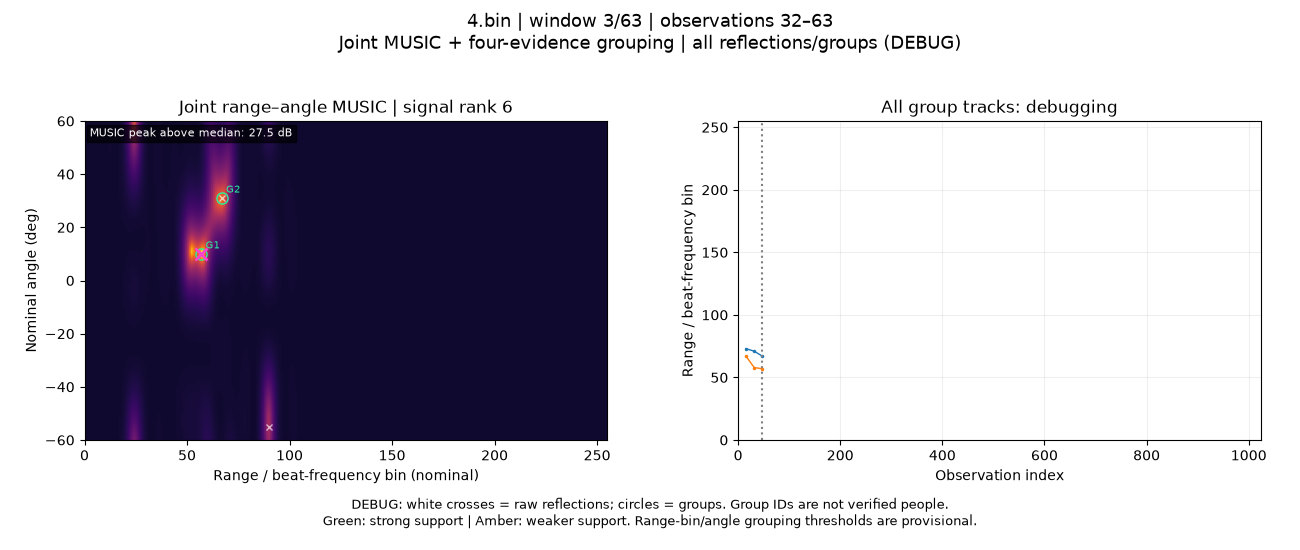 4.bin | window 3/63 | observations 32–63
Joint MUSIC + four-evidence grouping | all reflections/groups (DEBUG)
Joint range–angle MUSIC | signal rank 6
MUSIC peak above median: 27.5 dB
60
40
20
0
−20
−40
−60
Nominal angle (deg)
G2
G1
0
50
100
150
200
250
Range / beat-frequency bin (nominal)
All group tracks: debugging
250
200
150
100
50
0
Range / beat-frequency bin
0
200
400
600
800
1000
Observation index
DEBUG: white crosses = raw reflections; circles = groups. Group IDs are not verified people.
Green: strong support | Amber: weaker support. Range-bin/angle grouping thresholds are provisional.